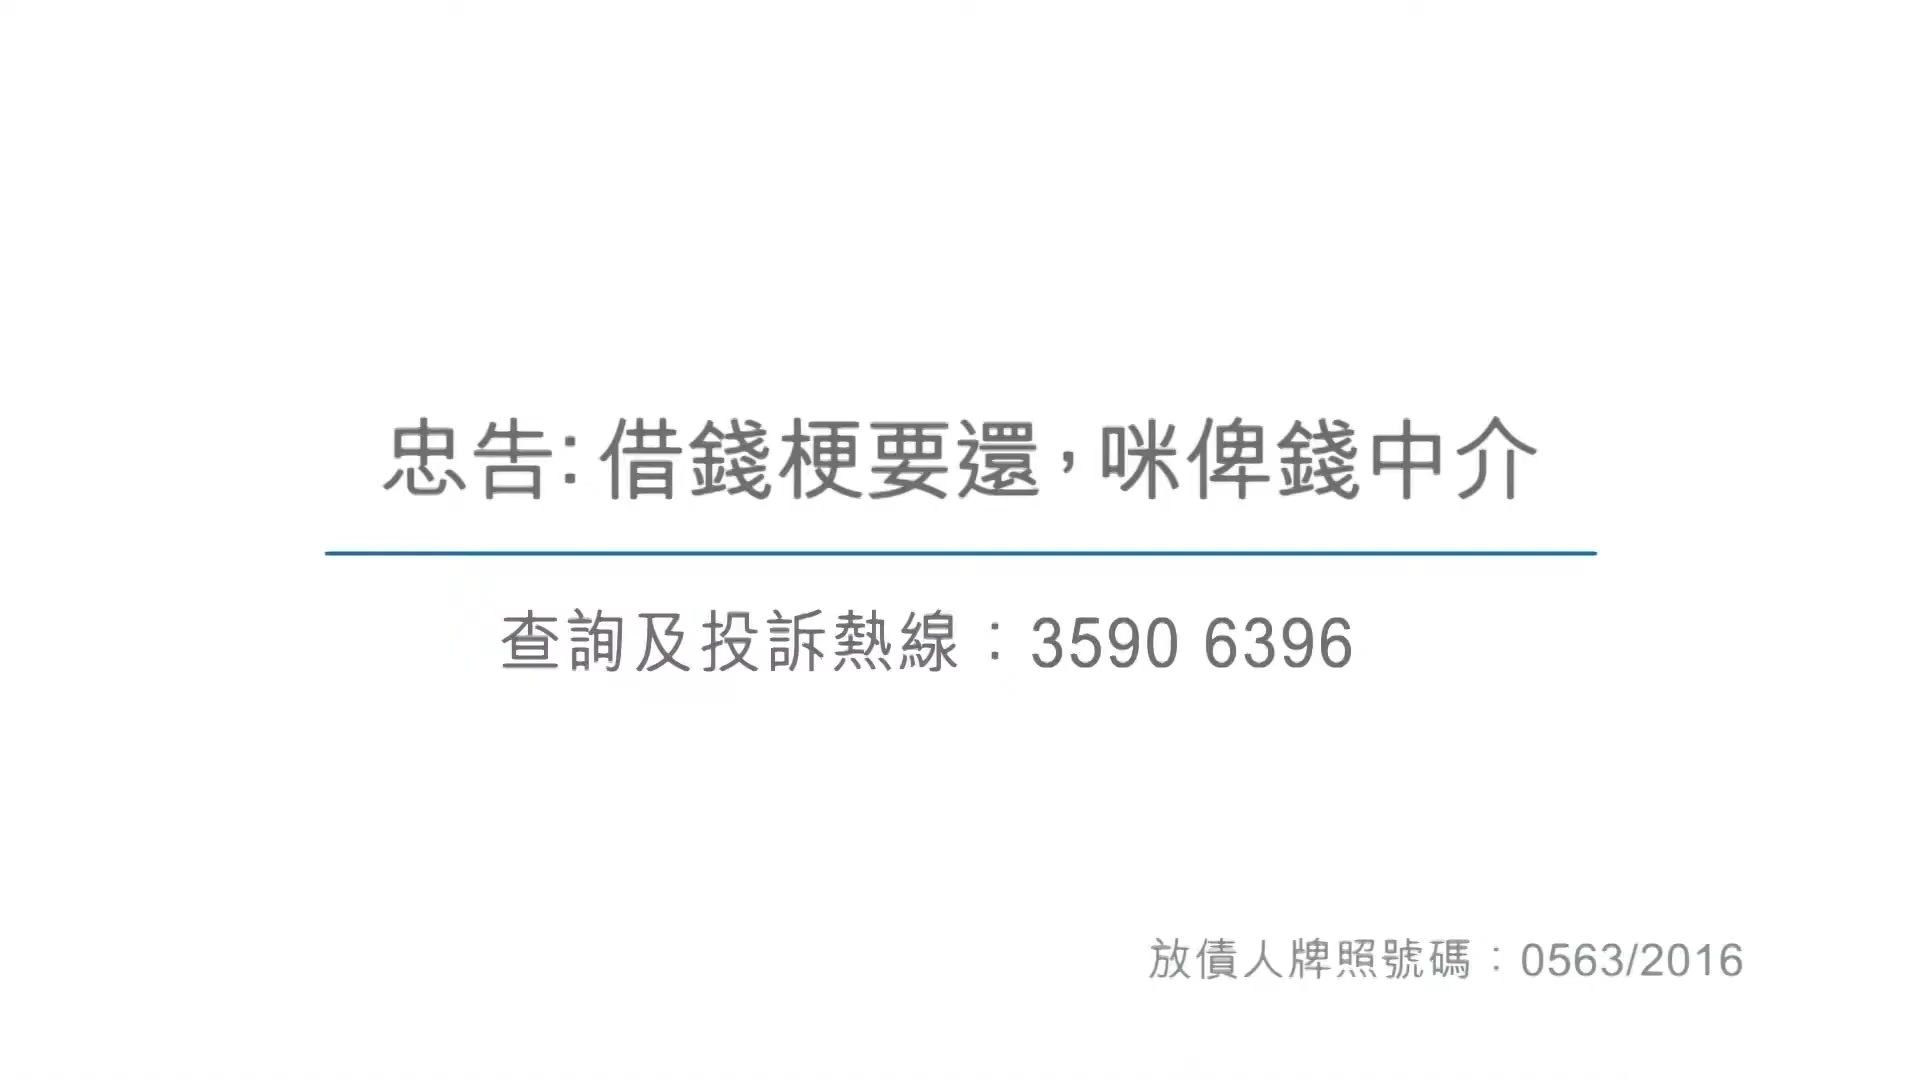 忠告：借錢梗要還，咪俾錢中介
查詢及投訴熱線：3590 6396
放債人牌照號碼：0563/2016